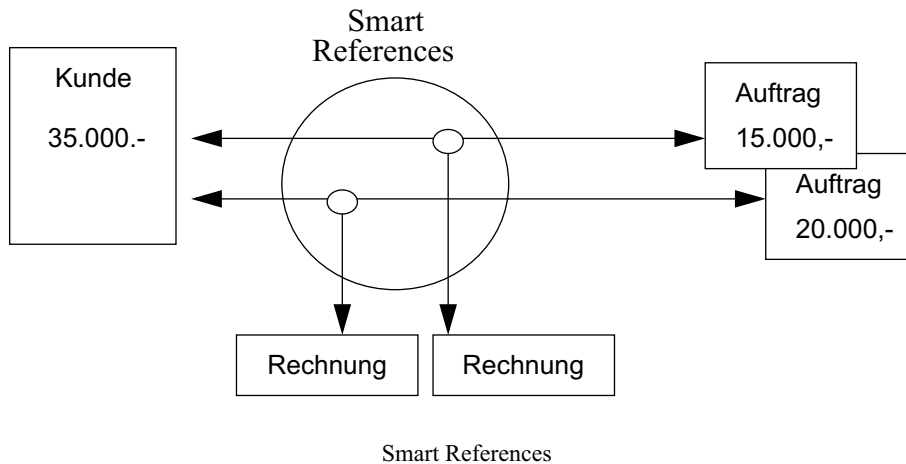 Smart
References
Kunde
35.000.-
Auftrag
15.000,-
Auftrag
20.000,-
Rechnung
Rechnung
Smart References